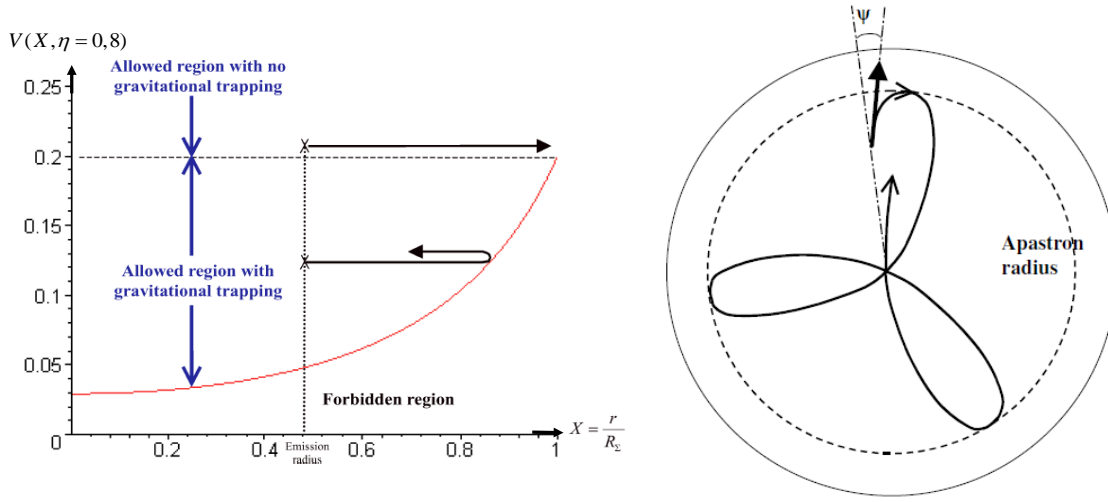 V(X, η = 0,8)
Allowed region with no
gravitational trapping
0.25
0.2
0.15
Allowed region with
gravitational trapping
0.1
0.05
Forbidden region
0
0.2
0.4
Emission
radius
0.6
0.8
1
X = r / R_Σ
ψ
Apastron
radius